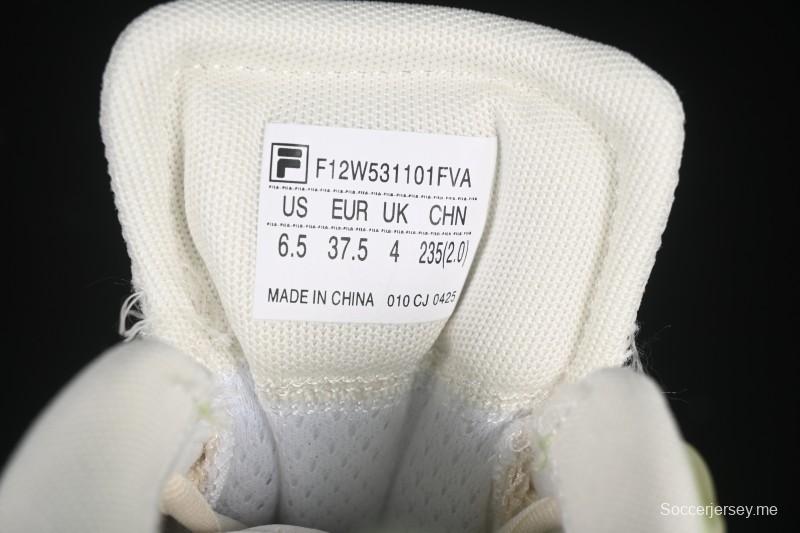 F12W531101FVA
US EUR UK CHN
6.5 37.5 4 235(2.0)
MADE IN CHINA 010 CJ 0425
Soccerjersey.me